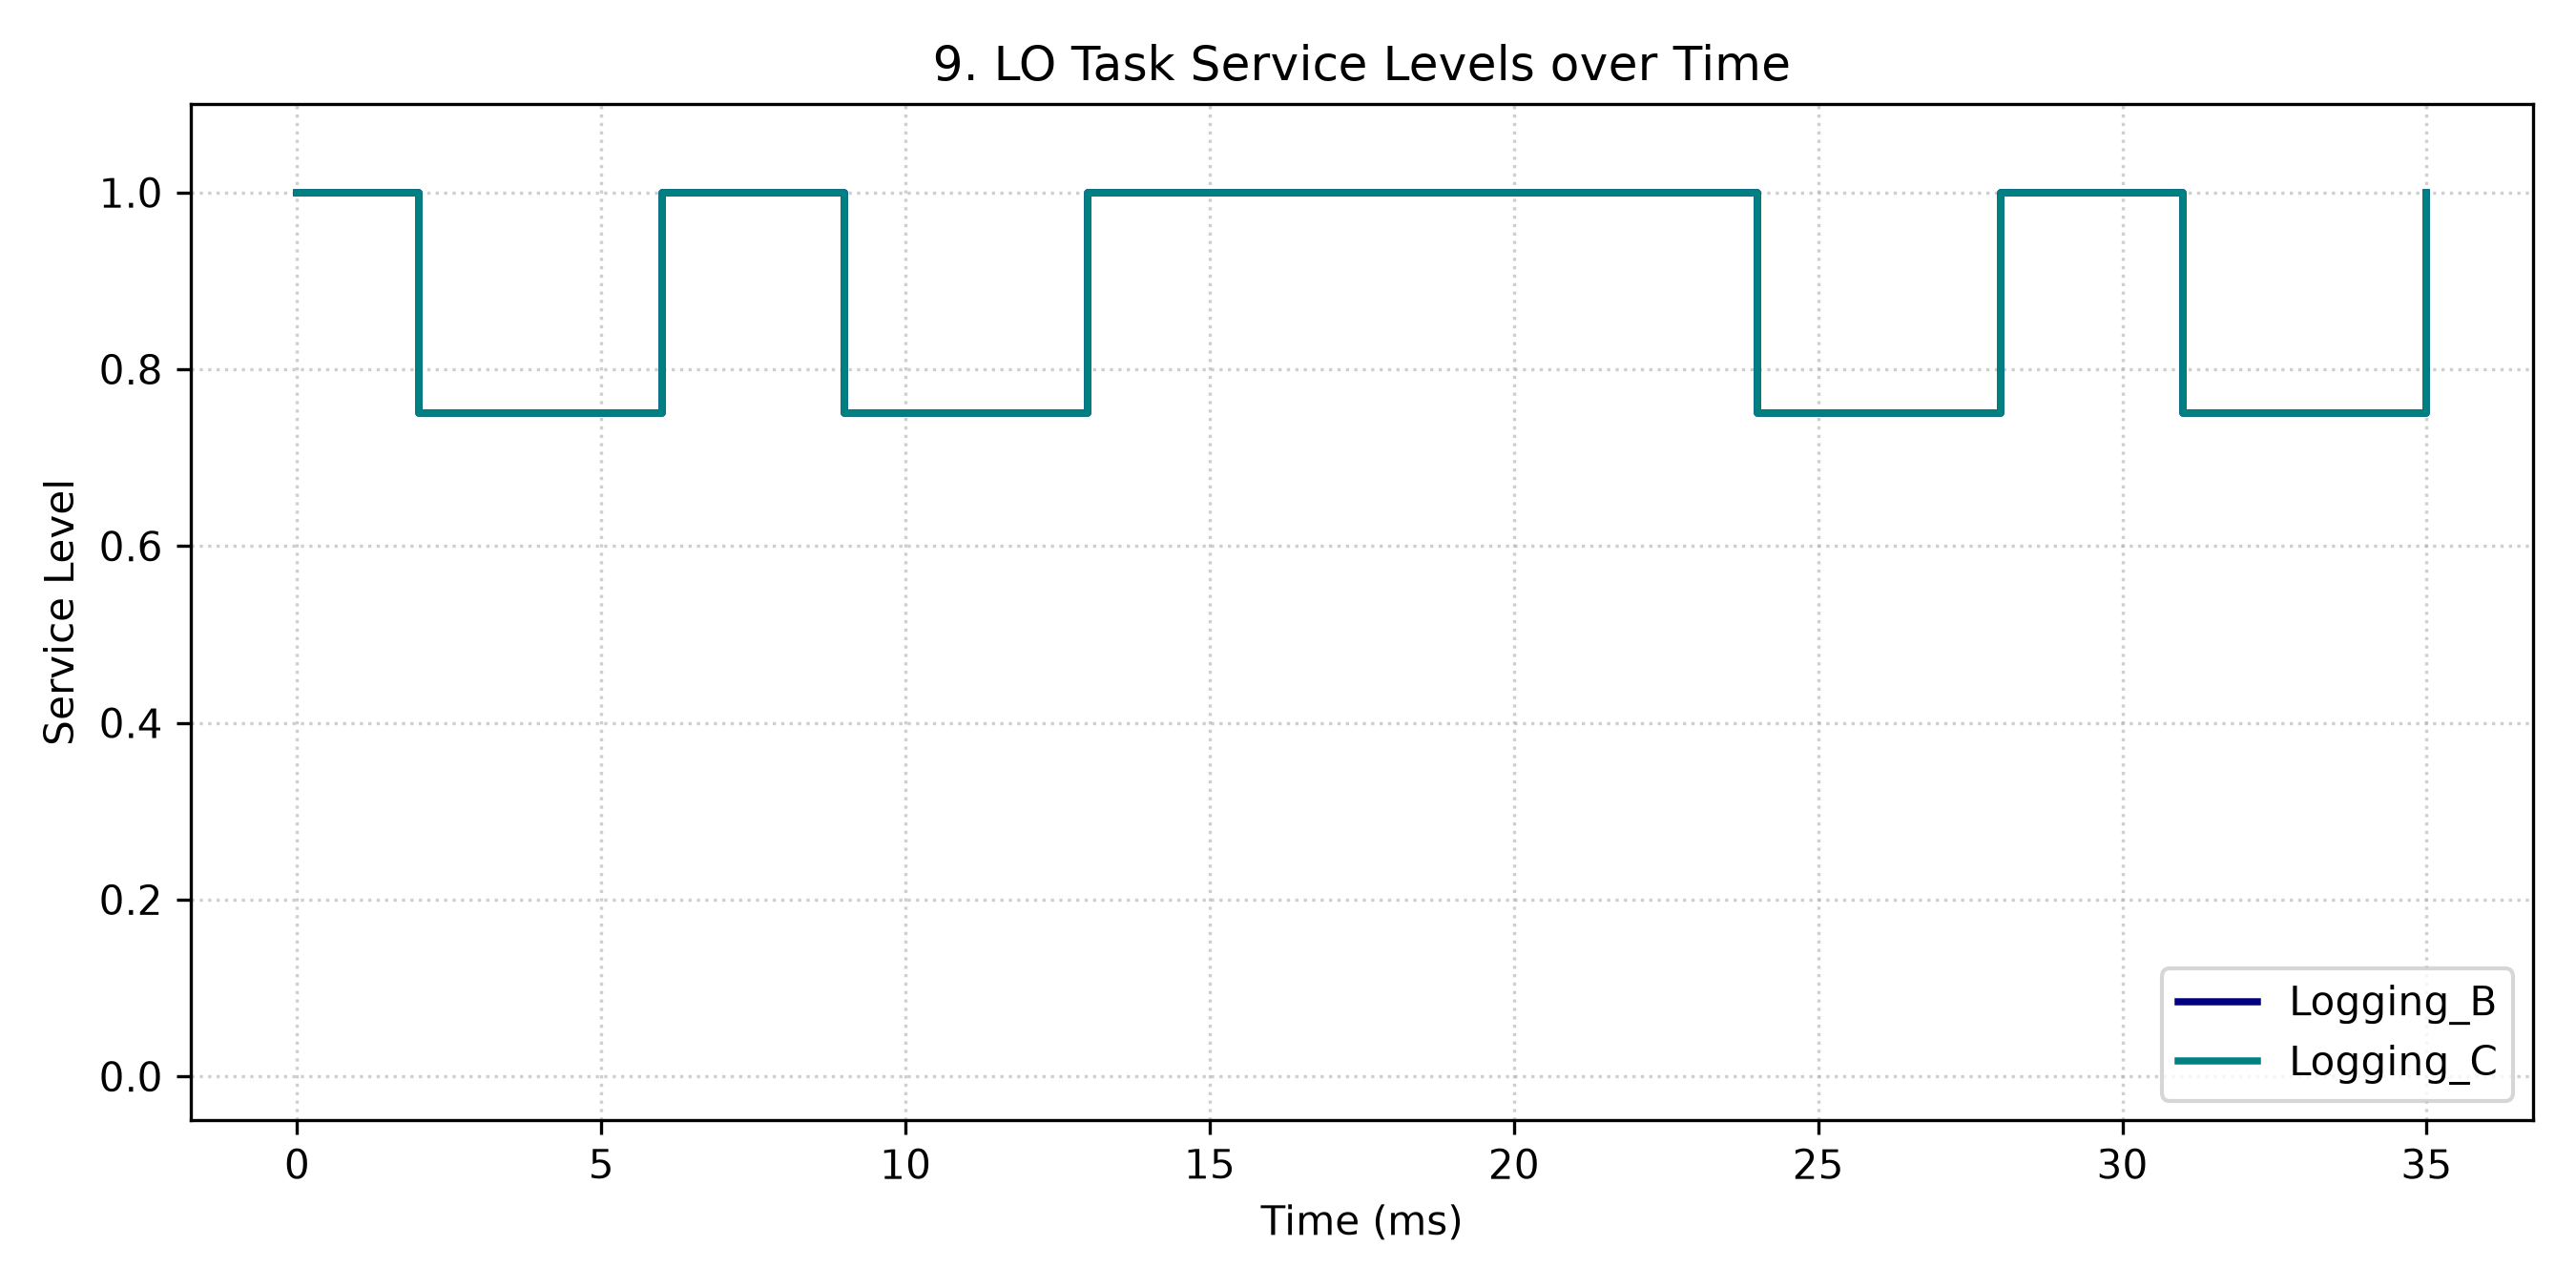 9. LO Task Service Levels over Time
Service Level
1.0
0.8
0.6
0.4
0.2
0.0
Logging_B
Logging_C
0 5 10 15 20 25 30 35
Time (ms)